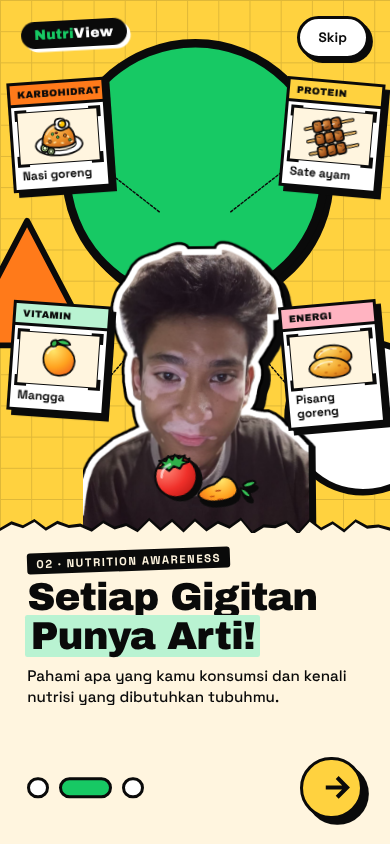 NutriView
Skip
KARBOHIDRAT
Nasi goreng
PROTEIN
Sate ayam
VITAMIN
Mangga
ENERGI
Pisang
goreng
02 · NUTRITION AWARENESS
Setiap Gigitan
Punya Arti!
Pahami apa yang kamu konsumsi dan kenali
nutrisi yang dibutuhkan tubuhmu.